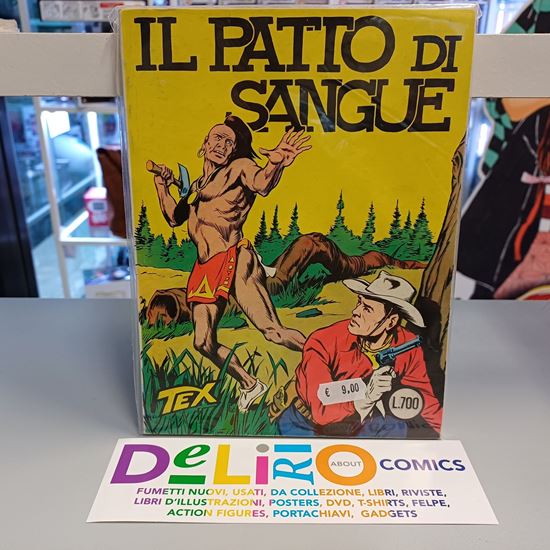 IL PATTO DI
SANGUE
€ 9,00
L.700
TEX
DeLiRiO ABOUT COMICS
FUMETTI NUOVI, USATI, DA COLLEZIONE, LIBRI, RIVISTE,
LIBRI D'ILLUSTRAZIONI, POSTERS, DVD, T-SHIRTS, FELPE,
ACTION FIGURES, PORTACHIAVI, GADGETS